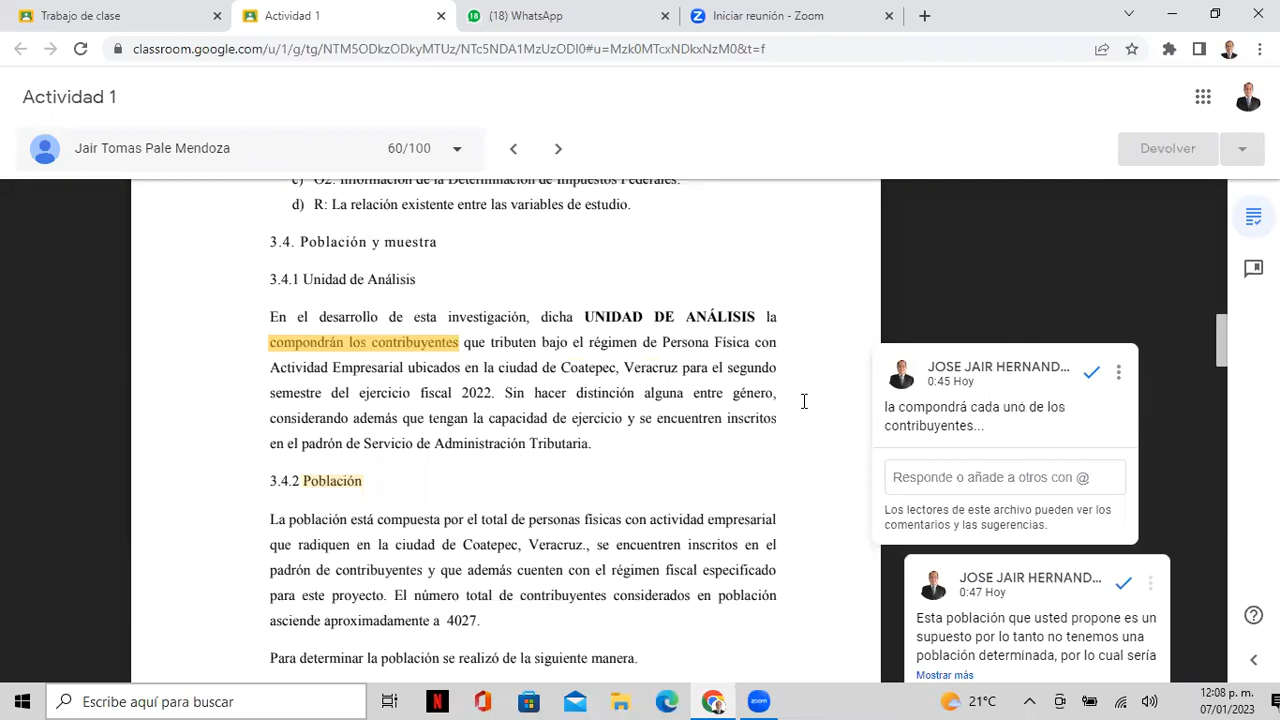 Trabajo de clase
Actividad 1
(18) WhatsApp
Iniciar reunión - Zoom
classroom.google.com/u/1/g/tg/NTM5ODkzODkyMTUz/NTc5NDA1MzUzODI0#u=Mzk0MTcxNDkxNzM0&t=f
Actividad 1
Jair Tomas Pale Mendoza
60/100
Devolver
c) O2: Información de la Determinación de Impuestos Federales.
d) R: La relación existente entre las variables de estudio.
3.4. Población y muestra
3.4.1 Unidad de Análisis
En el desarrollo de esta investigación, dicha UNIDAD DE ANÁLISIS la
compondrán los contribuyentes que tributen bajo el régimen de Persona Física con
Actividad Empresarial ubicados en la ciudad de Coatepec, Veracruz para el segundo
semestre del ejercicio fiscal 2022. Sin hacer distinción alguna entre género,
considerando además que tengan la capacidad de ejercicio y se encuentren inscritos
en el padrón de Servicio de Administración Tributaria.
3.4.2 Población
La población está compuesta por el total de personas físicas con actividad empresarial
que radiquen en la ciudad de Coatepec, Veracruz., se encuentren inscritos en el
padrón de contribuyentes y que además cuenten con el régimen fiscal especificado
para este proyecto. El número total de contribuyentes considerados en población
asciende aproximadamente a 4027.
Para determinar la población se realizó de la siguiente manera.
JOSE JAIR HERNAND...
0:45 Hoy
la compondrá cada uno de los
contribuyentes...
Responde o añade a otros con @
Los lectores de este archivo pueden ver los
comentarios y las sugerencias.
JOSE JAIR HERNAND...
0:47 Hoy
Esta población que usted propone es un
supuesto por lo tanto no tenemos una
población determinada, por lo cual sería
Mostrar más
Escribe aquí para buscar
21°C
12:08 p. m.
07/01/2023